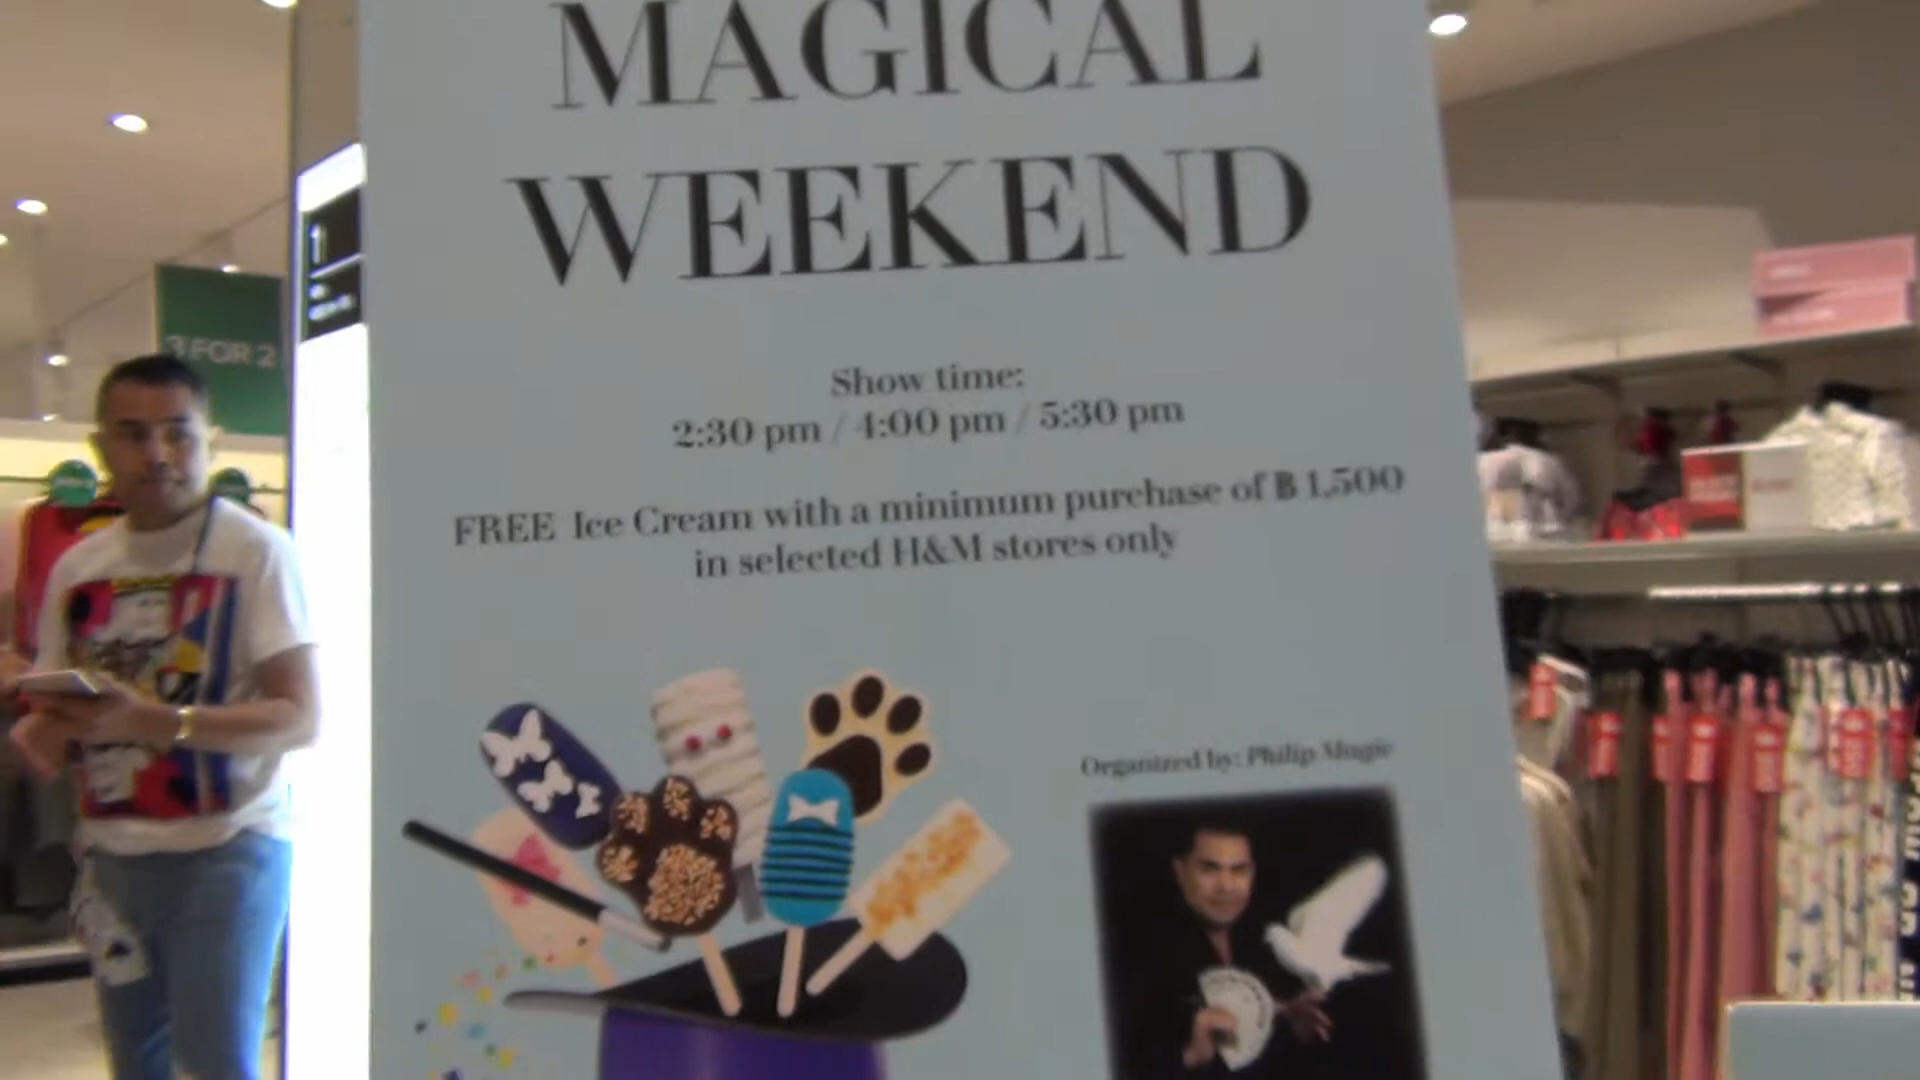 MAGICAL
WEEKEND
Show time:
2:30 pm / 4:00 pm / 5:30 pm
FREE Ice Cream with a minimum purchase of ฿ 1,500
in selected H&M stores only
Organized by: Philip Magic
3 FOR 2